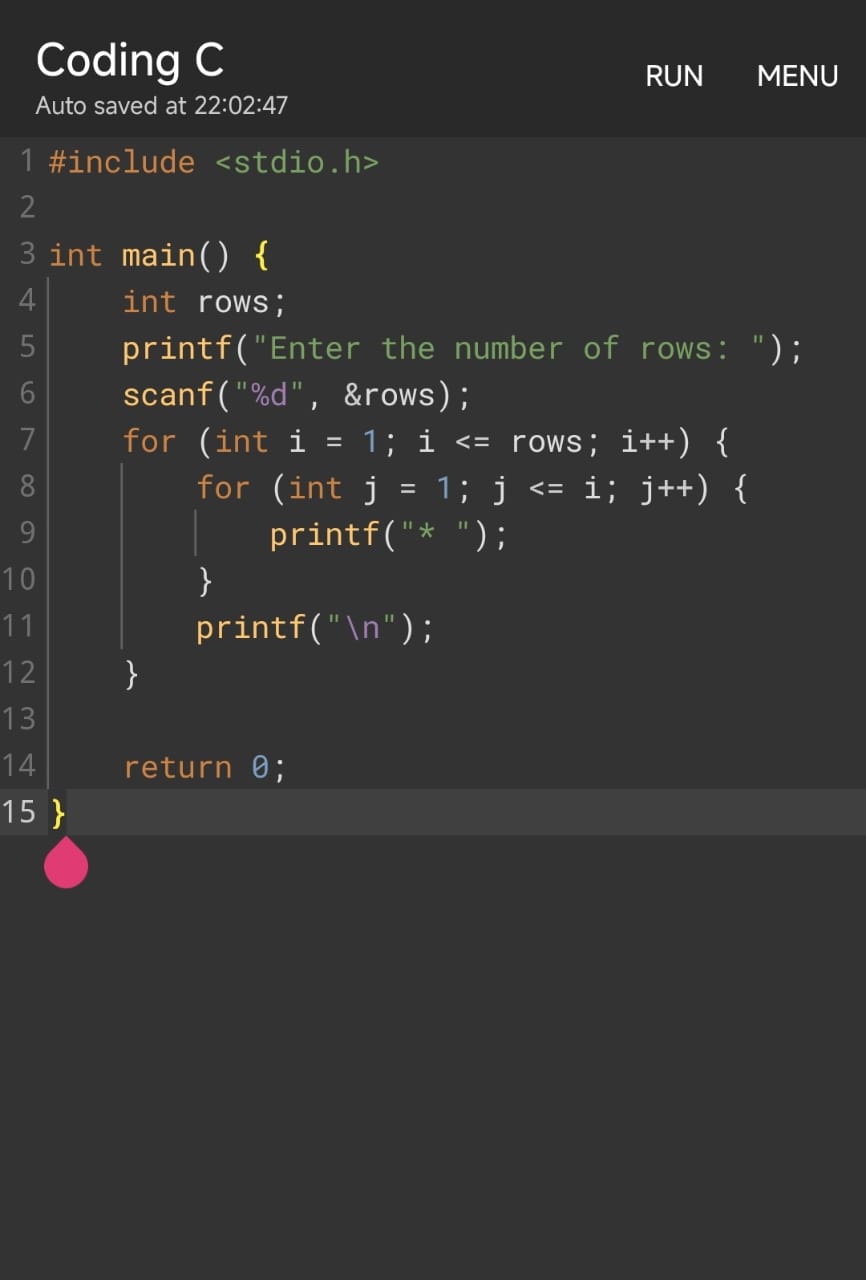 Coding C
Auto saved at 22:02:47
RUN MENU
1 #include <stdio.h>
2
3 int main() {
4     int rows;
5     printf("Enter the number of rows: ");
6     scanf("%d", &rows);
7     for (int i = 1; i <= rows; i++) {
8         for (int j = 1; j <= i; j++) {
9             printf("* ");
10         }
11         printf("\n");
12     }
13
14     return 0;
15 }